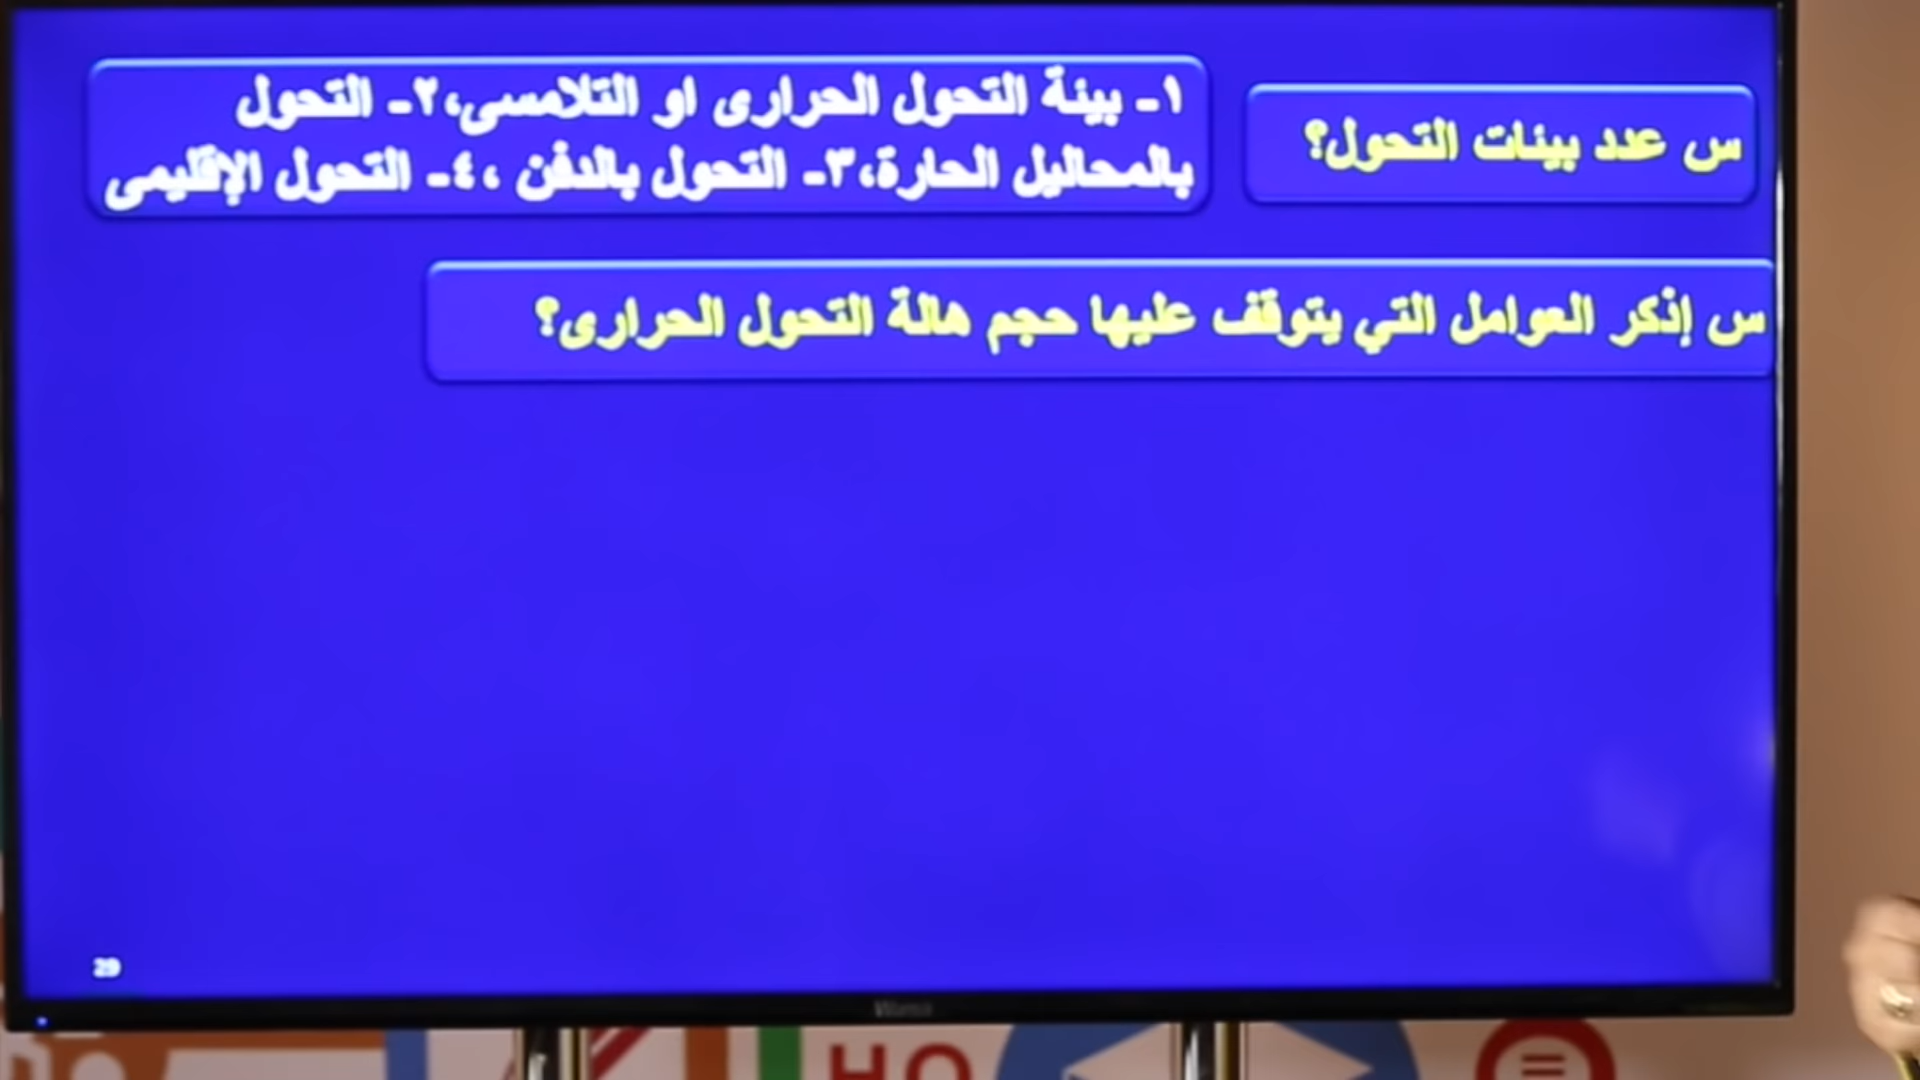 س عدد بيئات التحول؟
١- بيئة التحول الحرارى او التلامسى،٢- التحول
بالمحاليل الحارة،٣- التحول بالدفن ،٤- التحول الإقليمى
س إذكر العوامل التي يتوقف عليها حجم هالة التحول الحرارى؟
29
HO